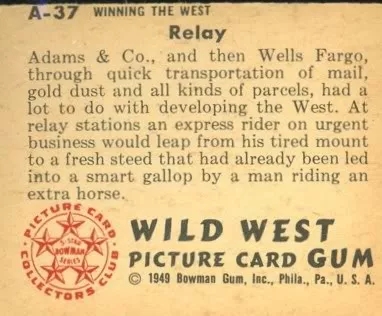 A-37 WINNING THE WEST
Relay
Adams & Co., and then Wells Fargo,
through quick transportation of mail,
gold dust and all kinds of parcels, had a
lot to do with developing the West. At
relay stations an express rider on urgent
business would leap from his tired mount
to a fresh steed that had already been led
into a smart gallop by a man riding an
extra horse.
PICTURE CARD
5-STAR
BOWMAN
SERIES
COLLECTORS CLUB
WILD WEST
PICTURE CARD GUM
© 1949 Bowman Gum, Inc., Phila., Pa., U. S. A.